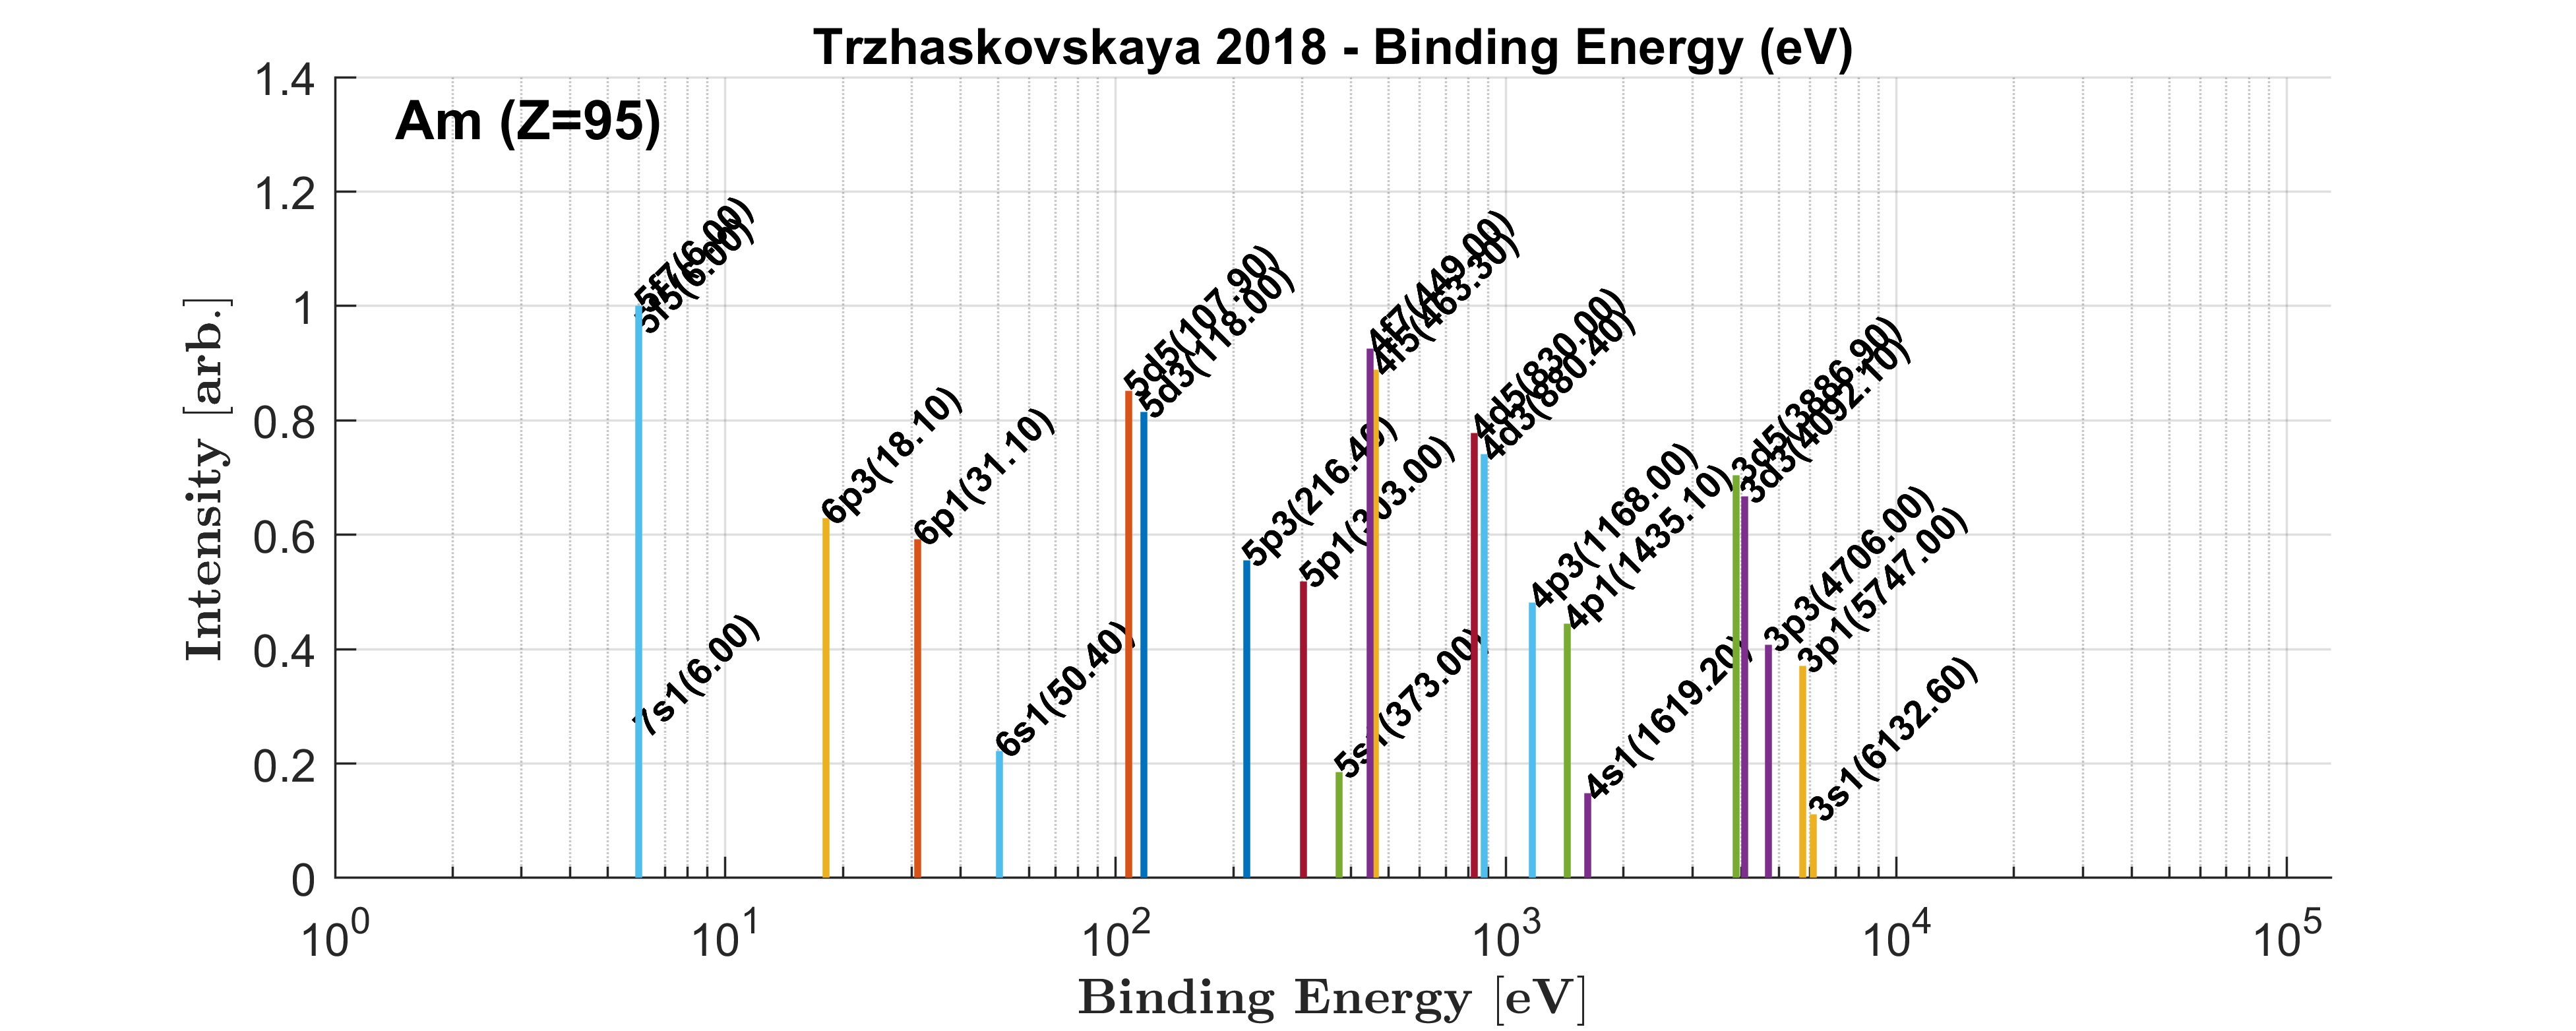 Trzhaskovskaya 2018 - Binding Energy (eV)
Am (Z=95)
Intensity [arb.]
1.4
1.2
1
0.8
0.6
0.4
0.2
0
5f7(6.00)
5f5(6.00)
7s1(6.00)
6p3(18.10)
6p1(31.10)
6s1(50.40)
5d5(107.90)
5d3(118.00)
5p3(216.40)
5p1(303.00)
5s1(373.00)
4f7(449.00)
4f5(463.30)
4d5(830.00)
4d3(880.40)
4p3(1168.00)
4p1(1435.10)
4s1(1619.20)
3d5(3886.90)
3d3(4092.10)
3p3(4706.00)
3p1(5747.00)
3s1(6132.60)
10^0 10^1 10^2 10^3 10^4 10^5
Binding Energy [eV]